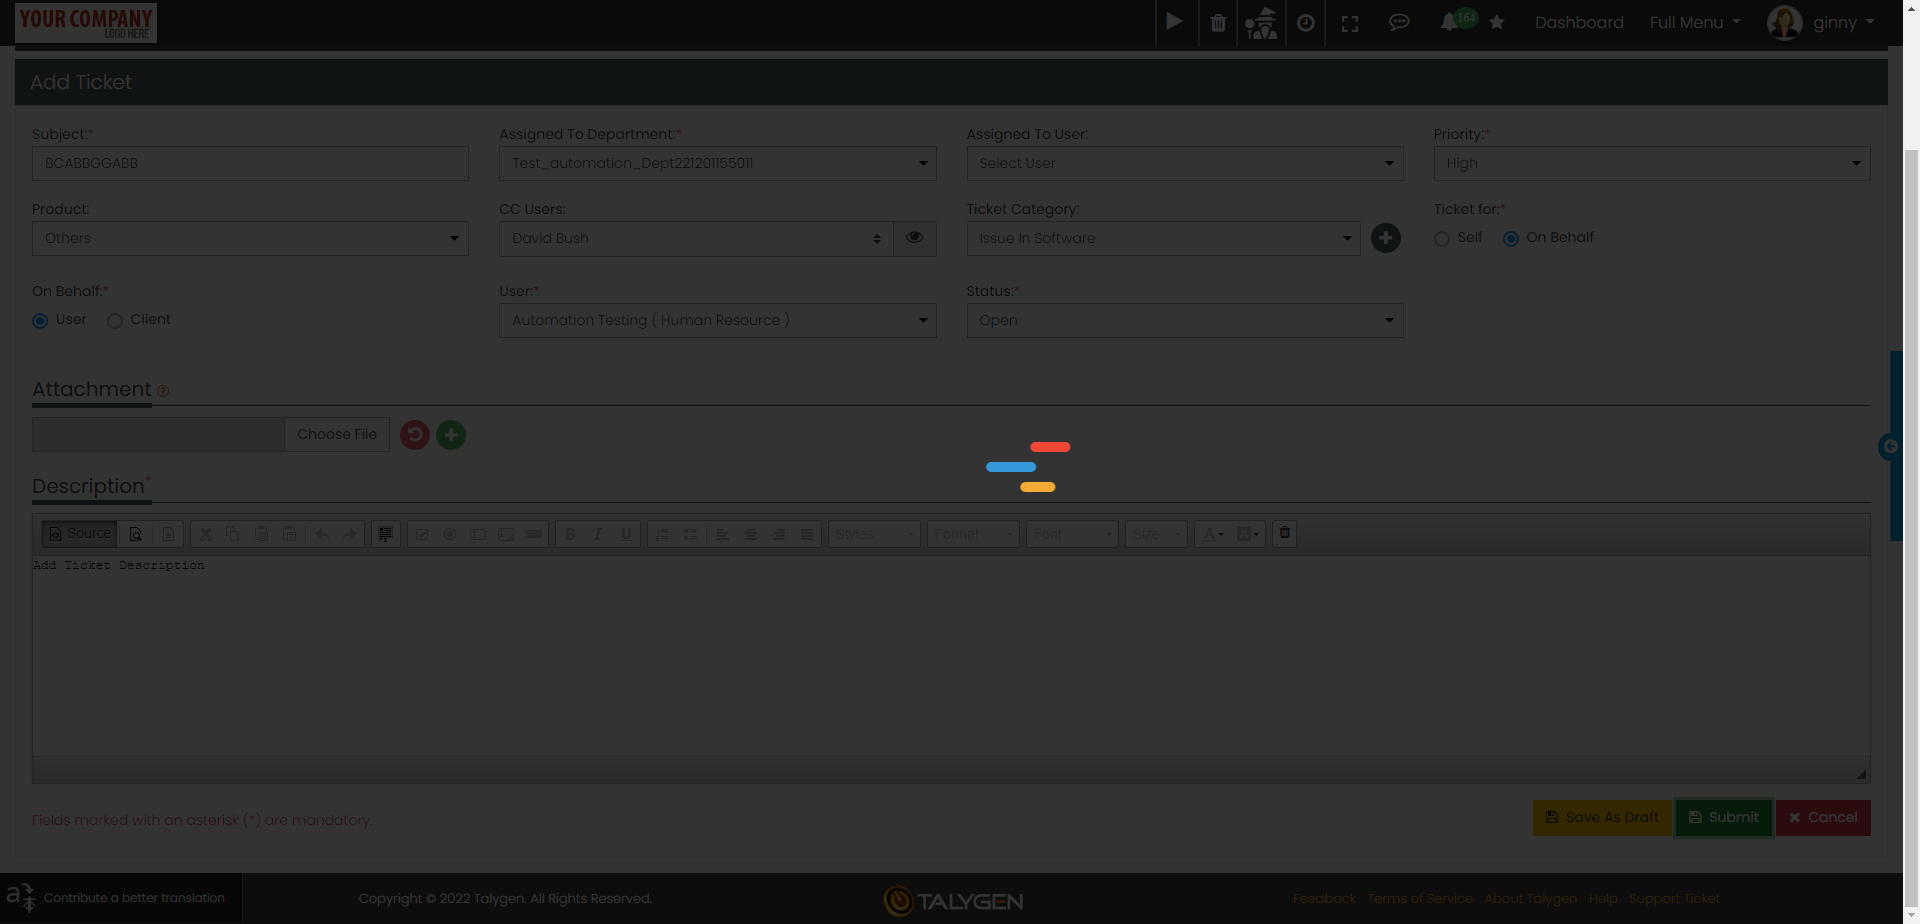 YOUR COMPANY
LOGO HERE
164
Dashboard
Full Menu
ginny
Add Ticket
Subject:*
Assigned To Department:*
Assigned To User:
Priority:*
BCABBGGABB
Test_automation_Dept221201155011
Select User
High
Product:
CC Users:
Ticket Category:
Ticket for:*
Others
David Bush
Issue In Software
Self
On Behalf
On Behalf:*
User:*
Status:*
User
Client
Automation Testing ( Human Resource )
Open
Attachment
Choose File
Description*
Source
Styles
Format
Font
Size
Add Ticket Description
Fields marked with an asterisk (*) are mandatory.
Save As Draft
Submit
Cancel
Contribute a better translation
Copyright © 2022 Talygen. All Rights Reserved.
TALYGEN
Feedback
Terms of Service
About Talygen
Help
Support Ticket